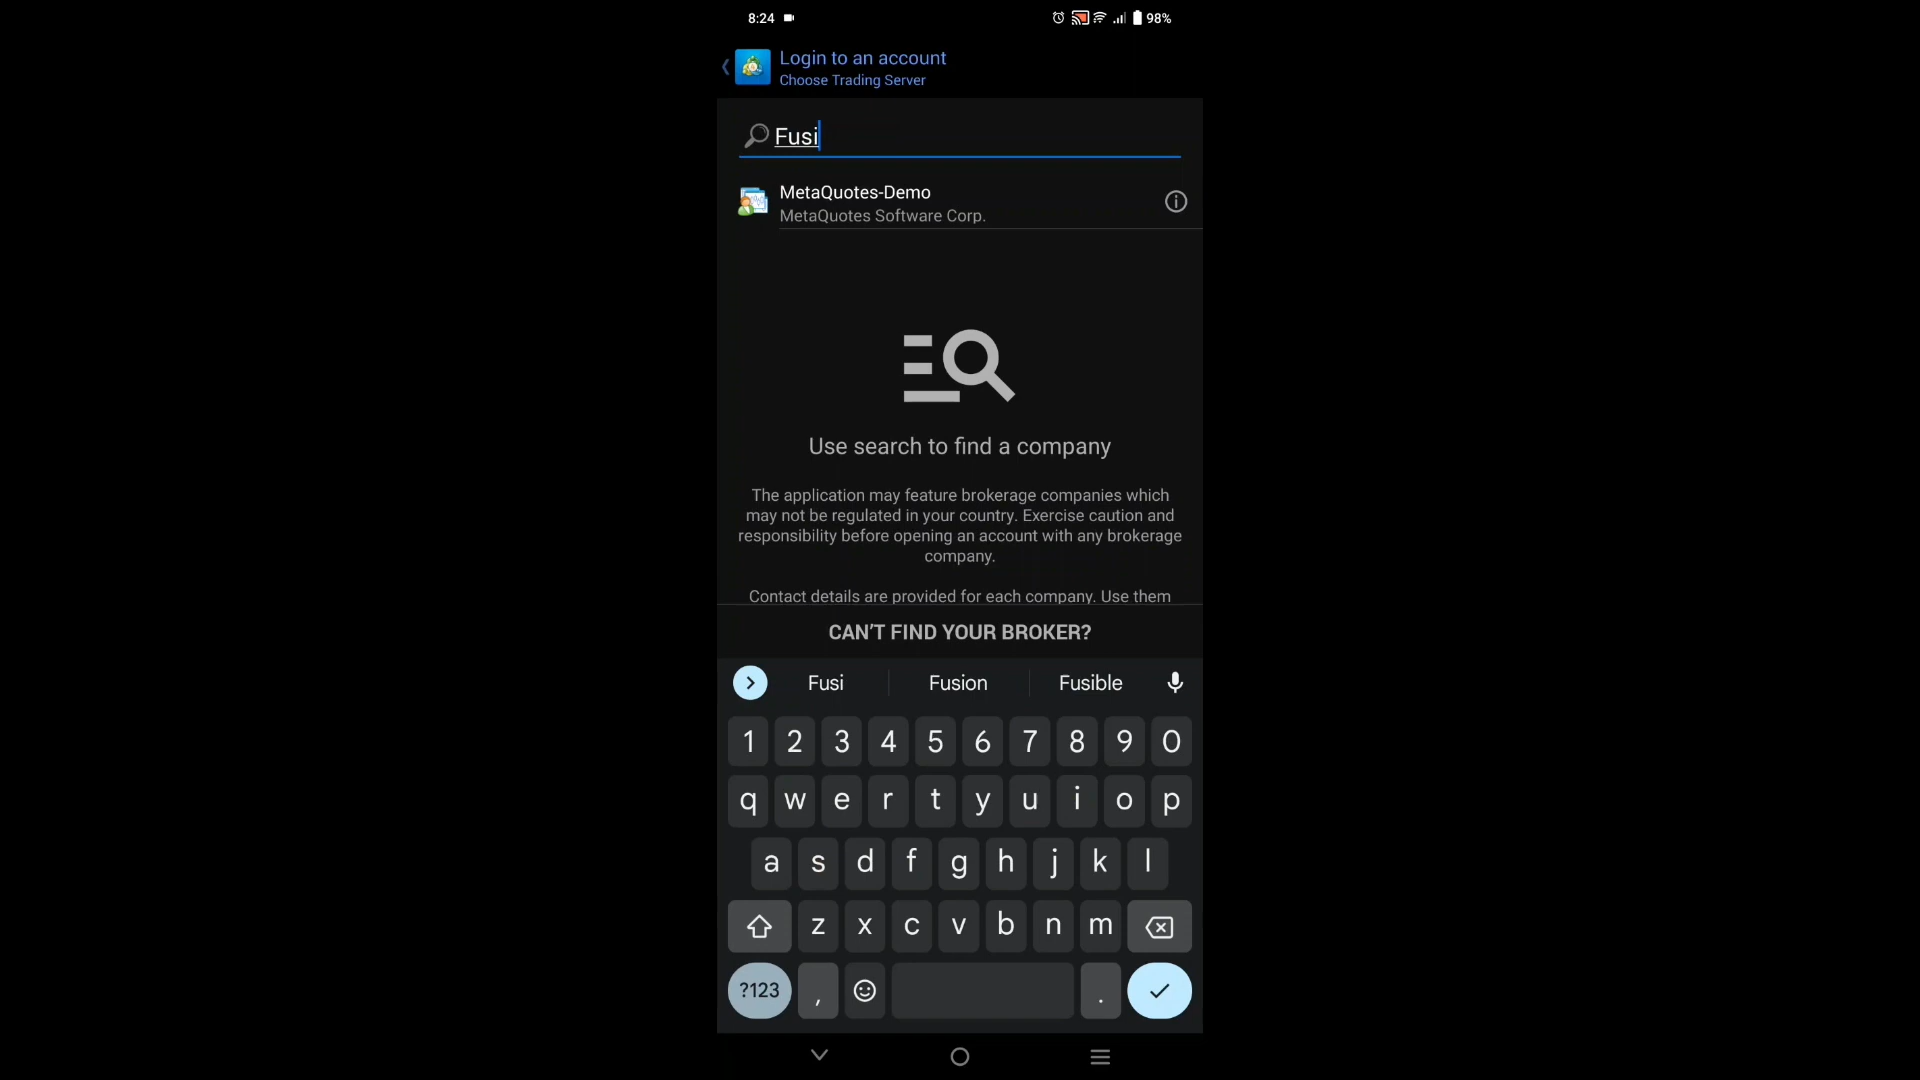 8:24
98%
Login to an account
Choose Trading Server
Fusi
MetaQuotes-Demo
MetaQuotes Software Corp.
Use search to find a company
The application may feature brokerage companies which
may not be regulated in your country. Exercise caution and
responsibility before opening an account with any brokerage
company.
Contact details are provided for each company. Use them
CAN'T FIND YOUR BROKER?
Fusi Fusion Fusible
1 2 3 4 5 6 7 8 9 0
q w e r t y u i o p
a s d f g h j k l
z x c v b n m
?123 , .